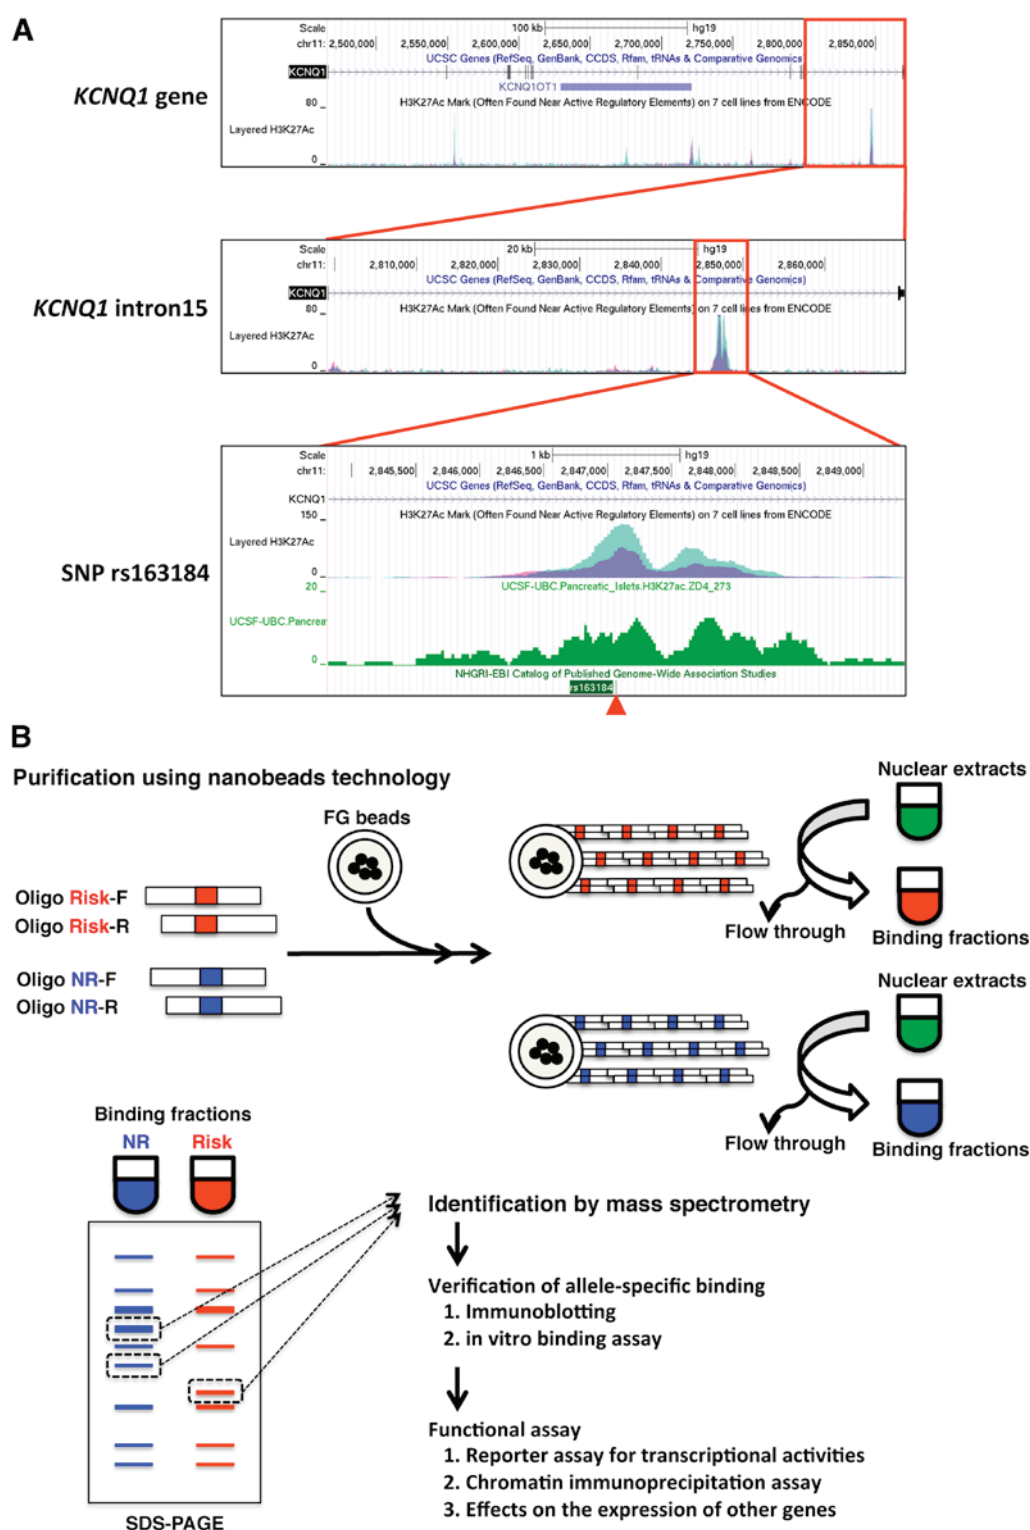 A
KCNQ1 gene
Scale 100 kb hg19
chr11: 2,500,000 2,550,000 2,600,000 2,650,000 2,700,000 2,750,000 2,800,000 2,850,000
UCSC Genes (RefSeq, GenBank, CCDS, Rfam, tRNAs & Comparative Genomics)
KCNQ1
KCNQ1OT1
80 H3K27Ac Mark (Often Found Near Active Regulatory Elements) on 7 cell lines from ENCODE
Layered H3K27Ac
0
KCNQ1 intron15
Scale 20 kb hg19
chr11: 2,810,000 2,820,000 2,830,000 2,840,000 2,850,000 2,860,000
UCSC Genes (RefSeq, GenBank, CCDS, Rfam, tRNAs & Comparative Genomics)
KCNQ1
80 H3K27Ac Mark (Often Found Near Active Regulatory Elements) on 7 cell lines from ENCODE
Layered H3K27Ac
0
SNP rs163184
Scale 1 kb hg19
chr11: 2,845,500 2,846,000 2,846,500 2,847,000 2,847,500 2,848,000 2,848,500 2,849,000
UCSC Genes (RefSeq, GenBank, CCDS, Rfam, tRNAs & Comparative Genomics)
KCNQ1
H3K27Ac Mark (Often Found Near Active Regulatory Elements) on 7 cell lines from ENCODE
150
Layered H3K27Ac
0
20 UCSF-UBC.Pancreatic_Islets.H3K27ac.ZD4_273
UCSF-UBC.Pancrea
0
NHGRI-EBI Catalog of Published Genome-Wide Association Studies
rs163184
B
Purification using nanobeads technology
FG beads
Oligo Risk-F
Oligo Risk-R
Oligo NR-F
Oligo NR-R
Nuclear extracts
Flow through
Binding fractions
Nuclear extracts
Flow through
Binding fractions
Binding fractions
NR Risk
SDS-PAGE
Identification by mass spectrometry
Verification of allele-specific binding
1. Immunoblotting
2. in vitro binding assay
Functional assay
1. Reporter assay for transcriptional activities
2. Chromatin immunoprecipitation assay
3. Effects on the expression of other genes